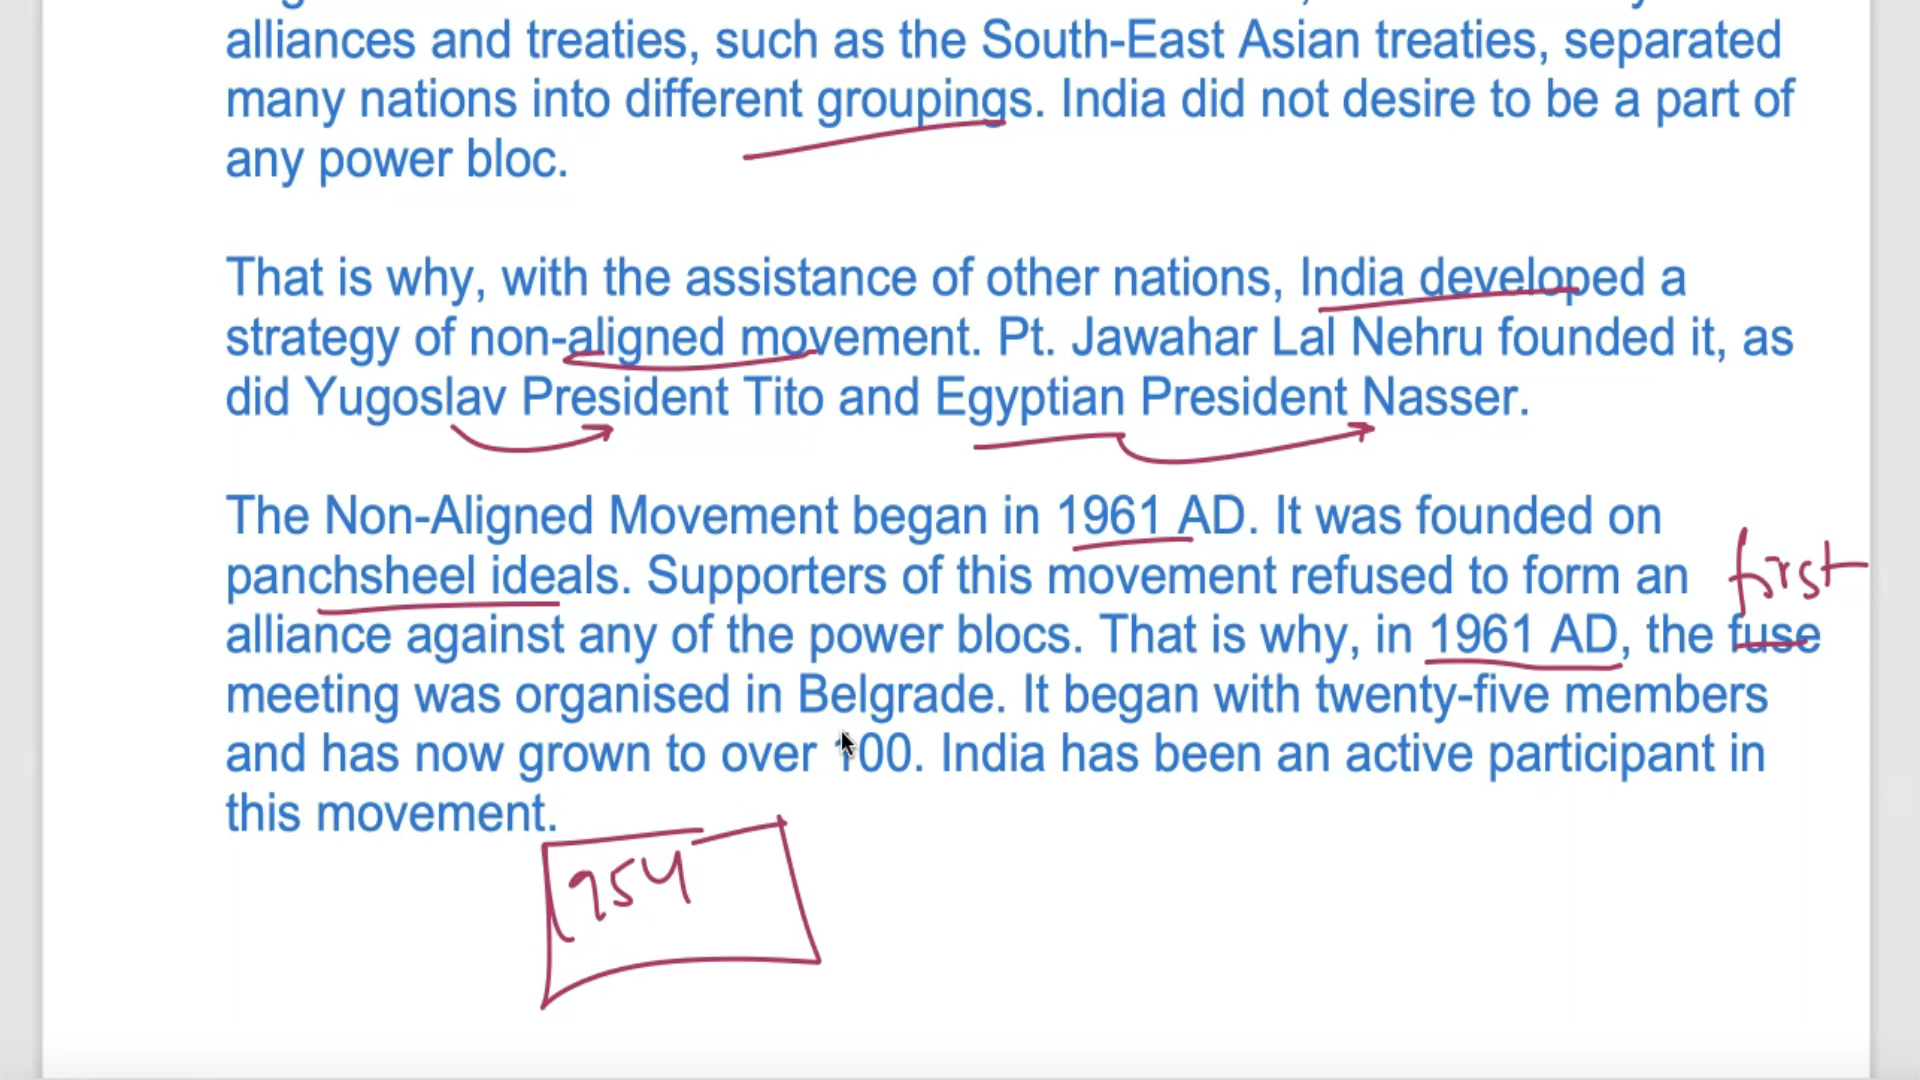 alliances and treaties, such as the South-East Asian treaties, separated
many nations into different groupings. India did not desire to be a part of
any power bloc.
That is why, with the assistance of other nations, India developed a
strategy of non-aligned movement. Pt. Jawahar Lal Nehru founded it, as
did Yugoslav President Tito and Egyptian President Nasser.
The Non-Aligned Movement began in 1961 AD. It was founded on
panchsheel ideals. Supporters of this movement refused to form an
first
alliance against any of the power blocs. That is why, in 1961 AD, the fuse
meeting was organised in Belgrade. It began with twenty-five members
and has now grown to over 100. India has been an active participant in
this movement.
1954